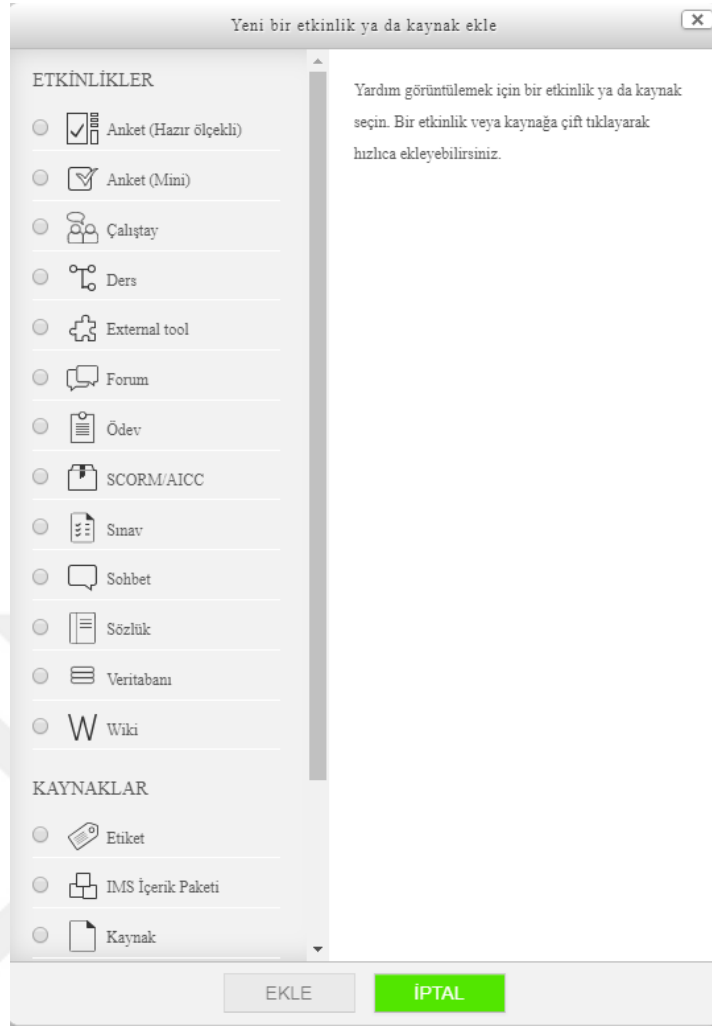 Yeni bir etkinlik ya da kaynak ekle
ETKİNLİKLER
Anket (Hazır ölçekli)
Anket (Mini)
Çalıştay
Ders
External tool
Forum
Ödev
SCORM/AICC
Sınav
Sohbet
Sözlük
Veritabanı
Wiki
KAYNAKLAR
Etiket
IMS İçerik Paketi
Kaynak
Yardım görüntülemek için bir etkinlik ya da kaynak
seçin. Bir etkinlik veya kaynağa çift tıklayarak
hızlıca ekleyebilirsiniz.
EKLE
İPTAL